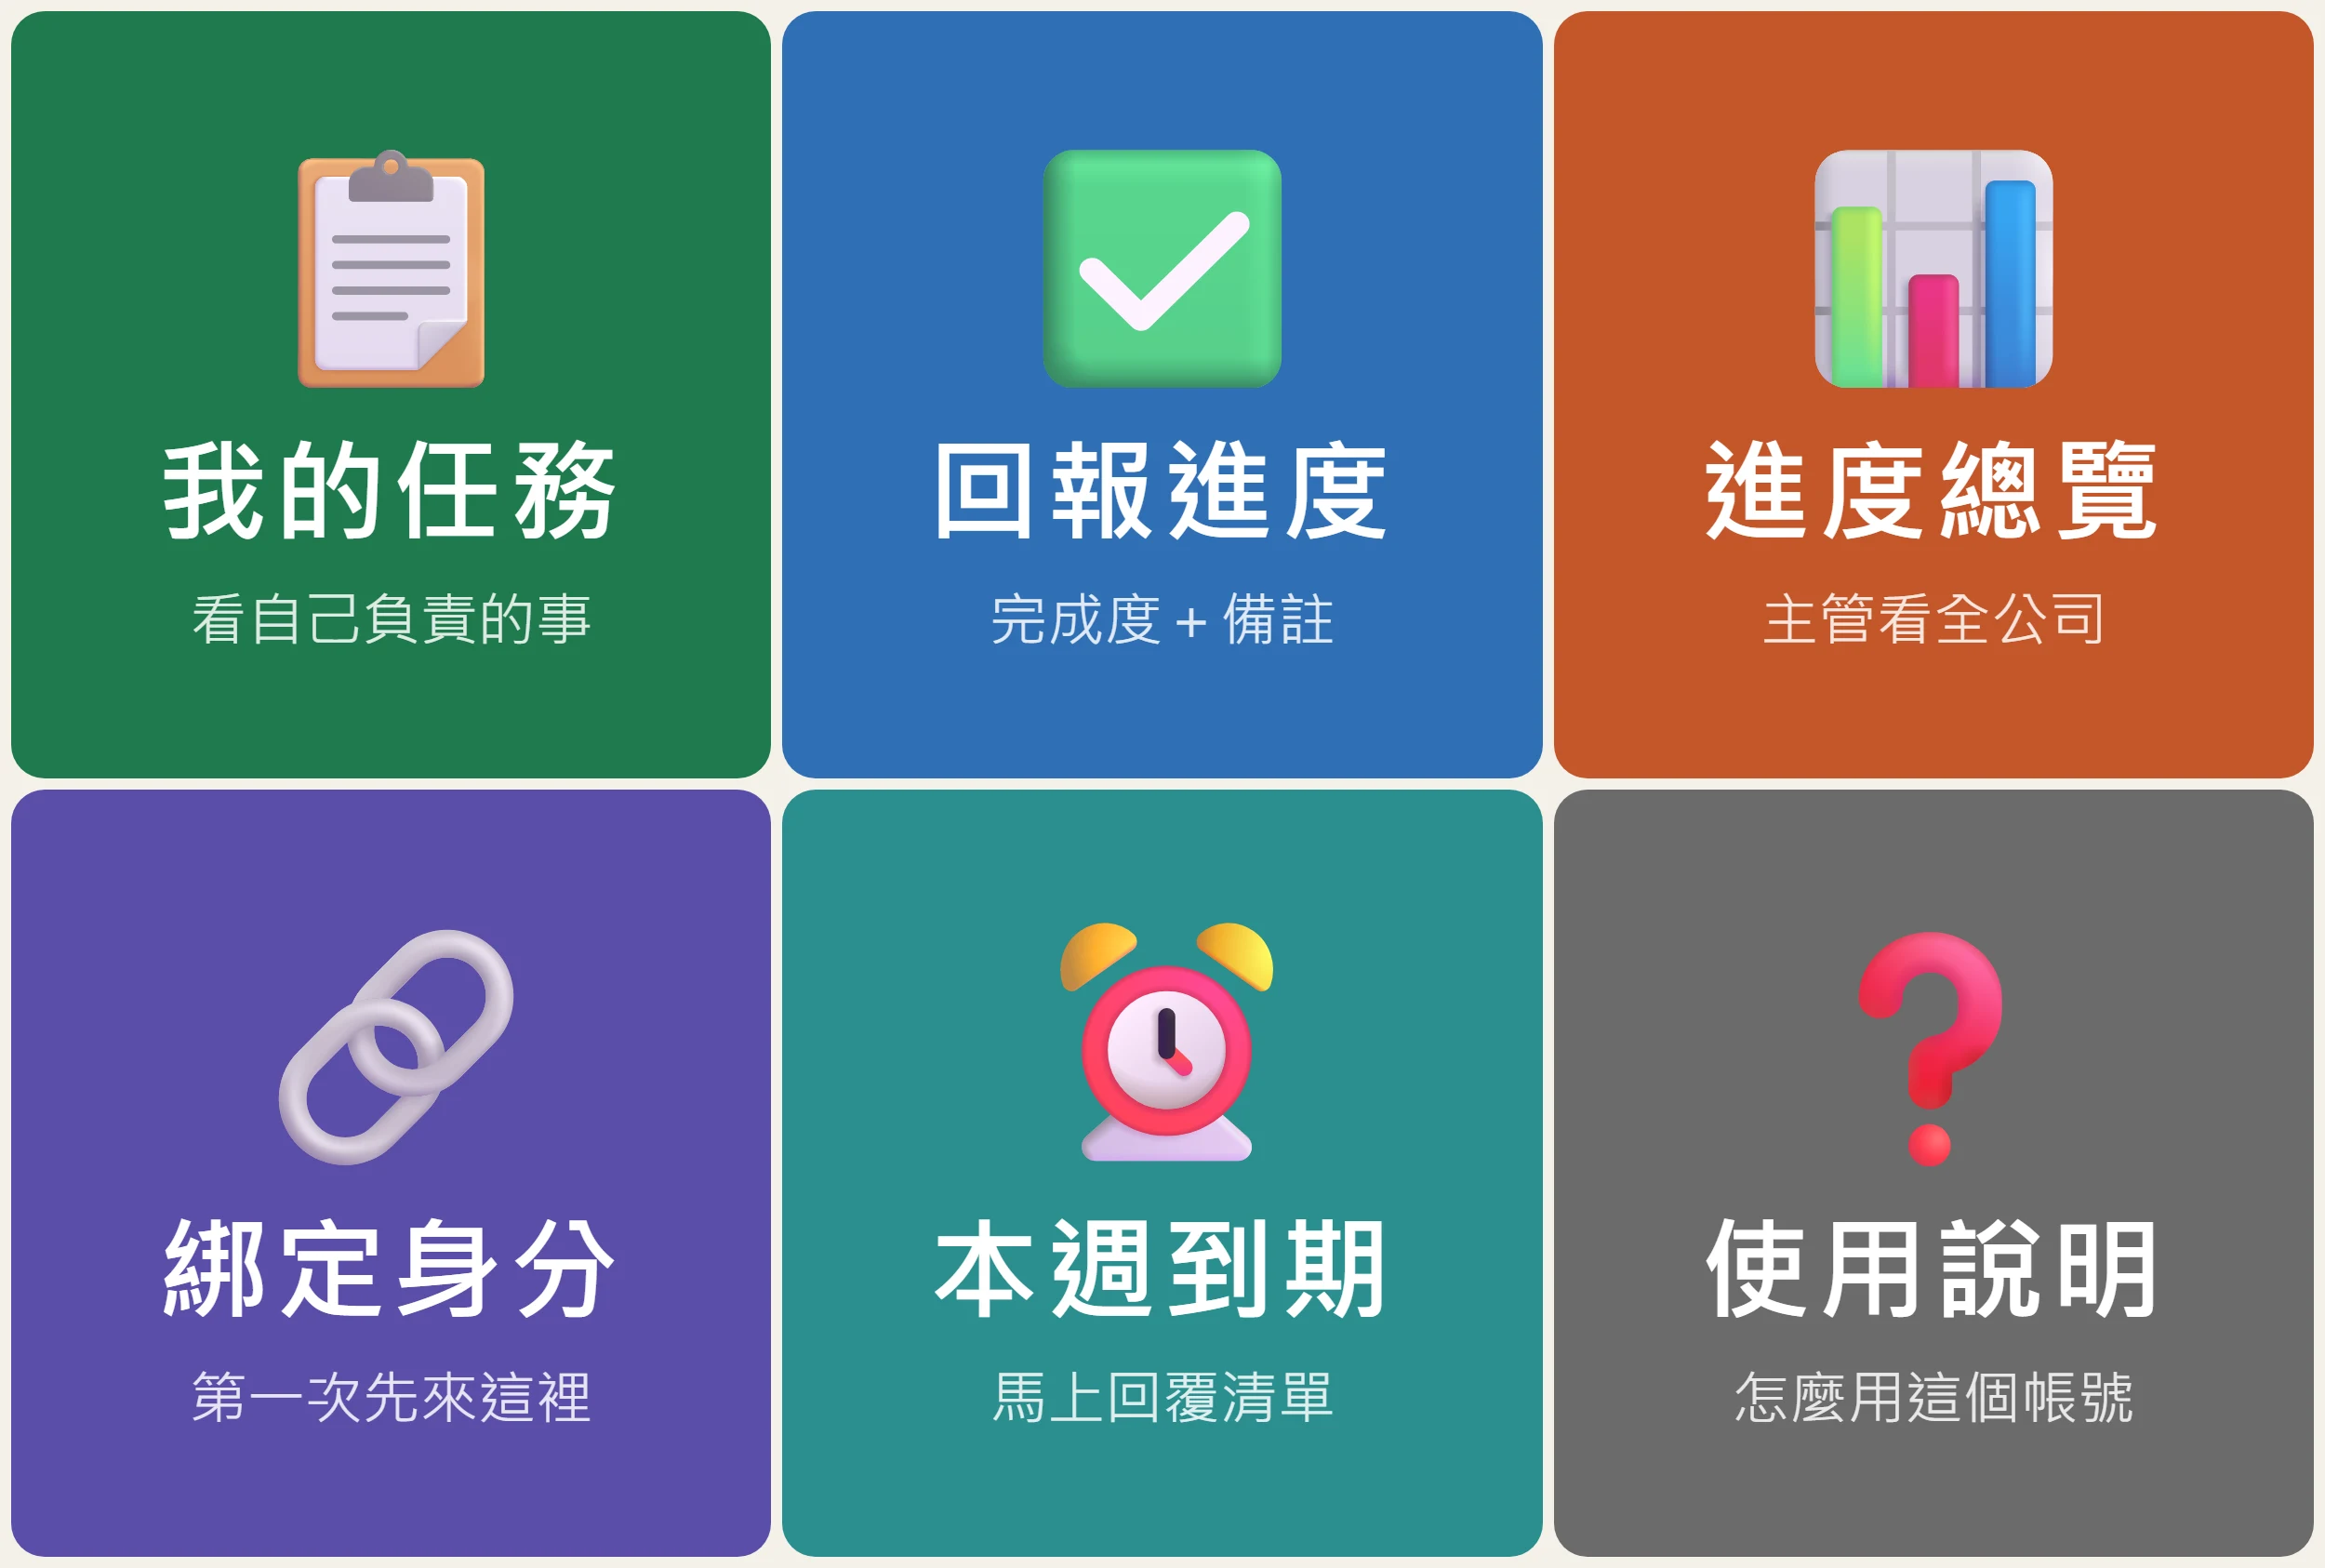 我的任務
看自己負責的事
回報進度
完成度 + 備註
進度總覽
主管看全公司
綁定身分
第一次先來這裡
本週到期
馬上回覆清單
使用說明
怎麼用這個帳號